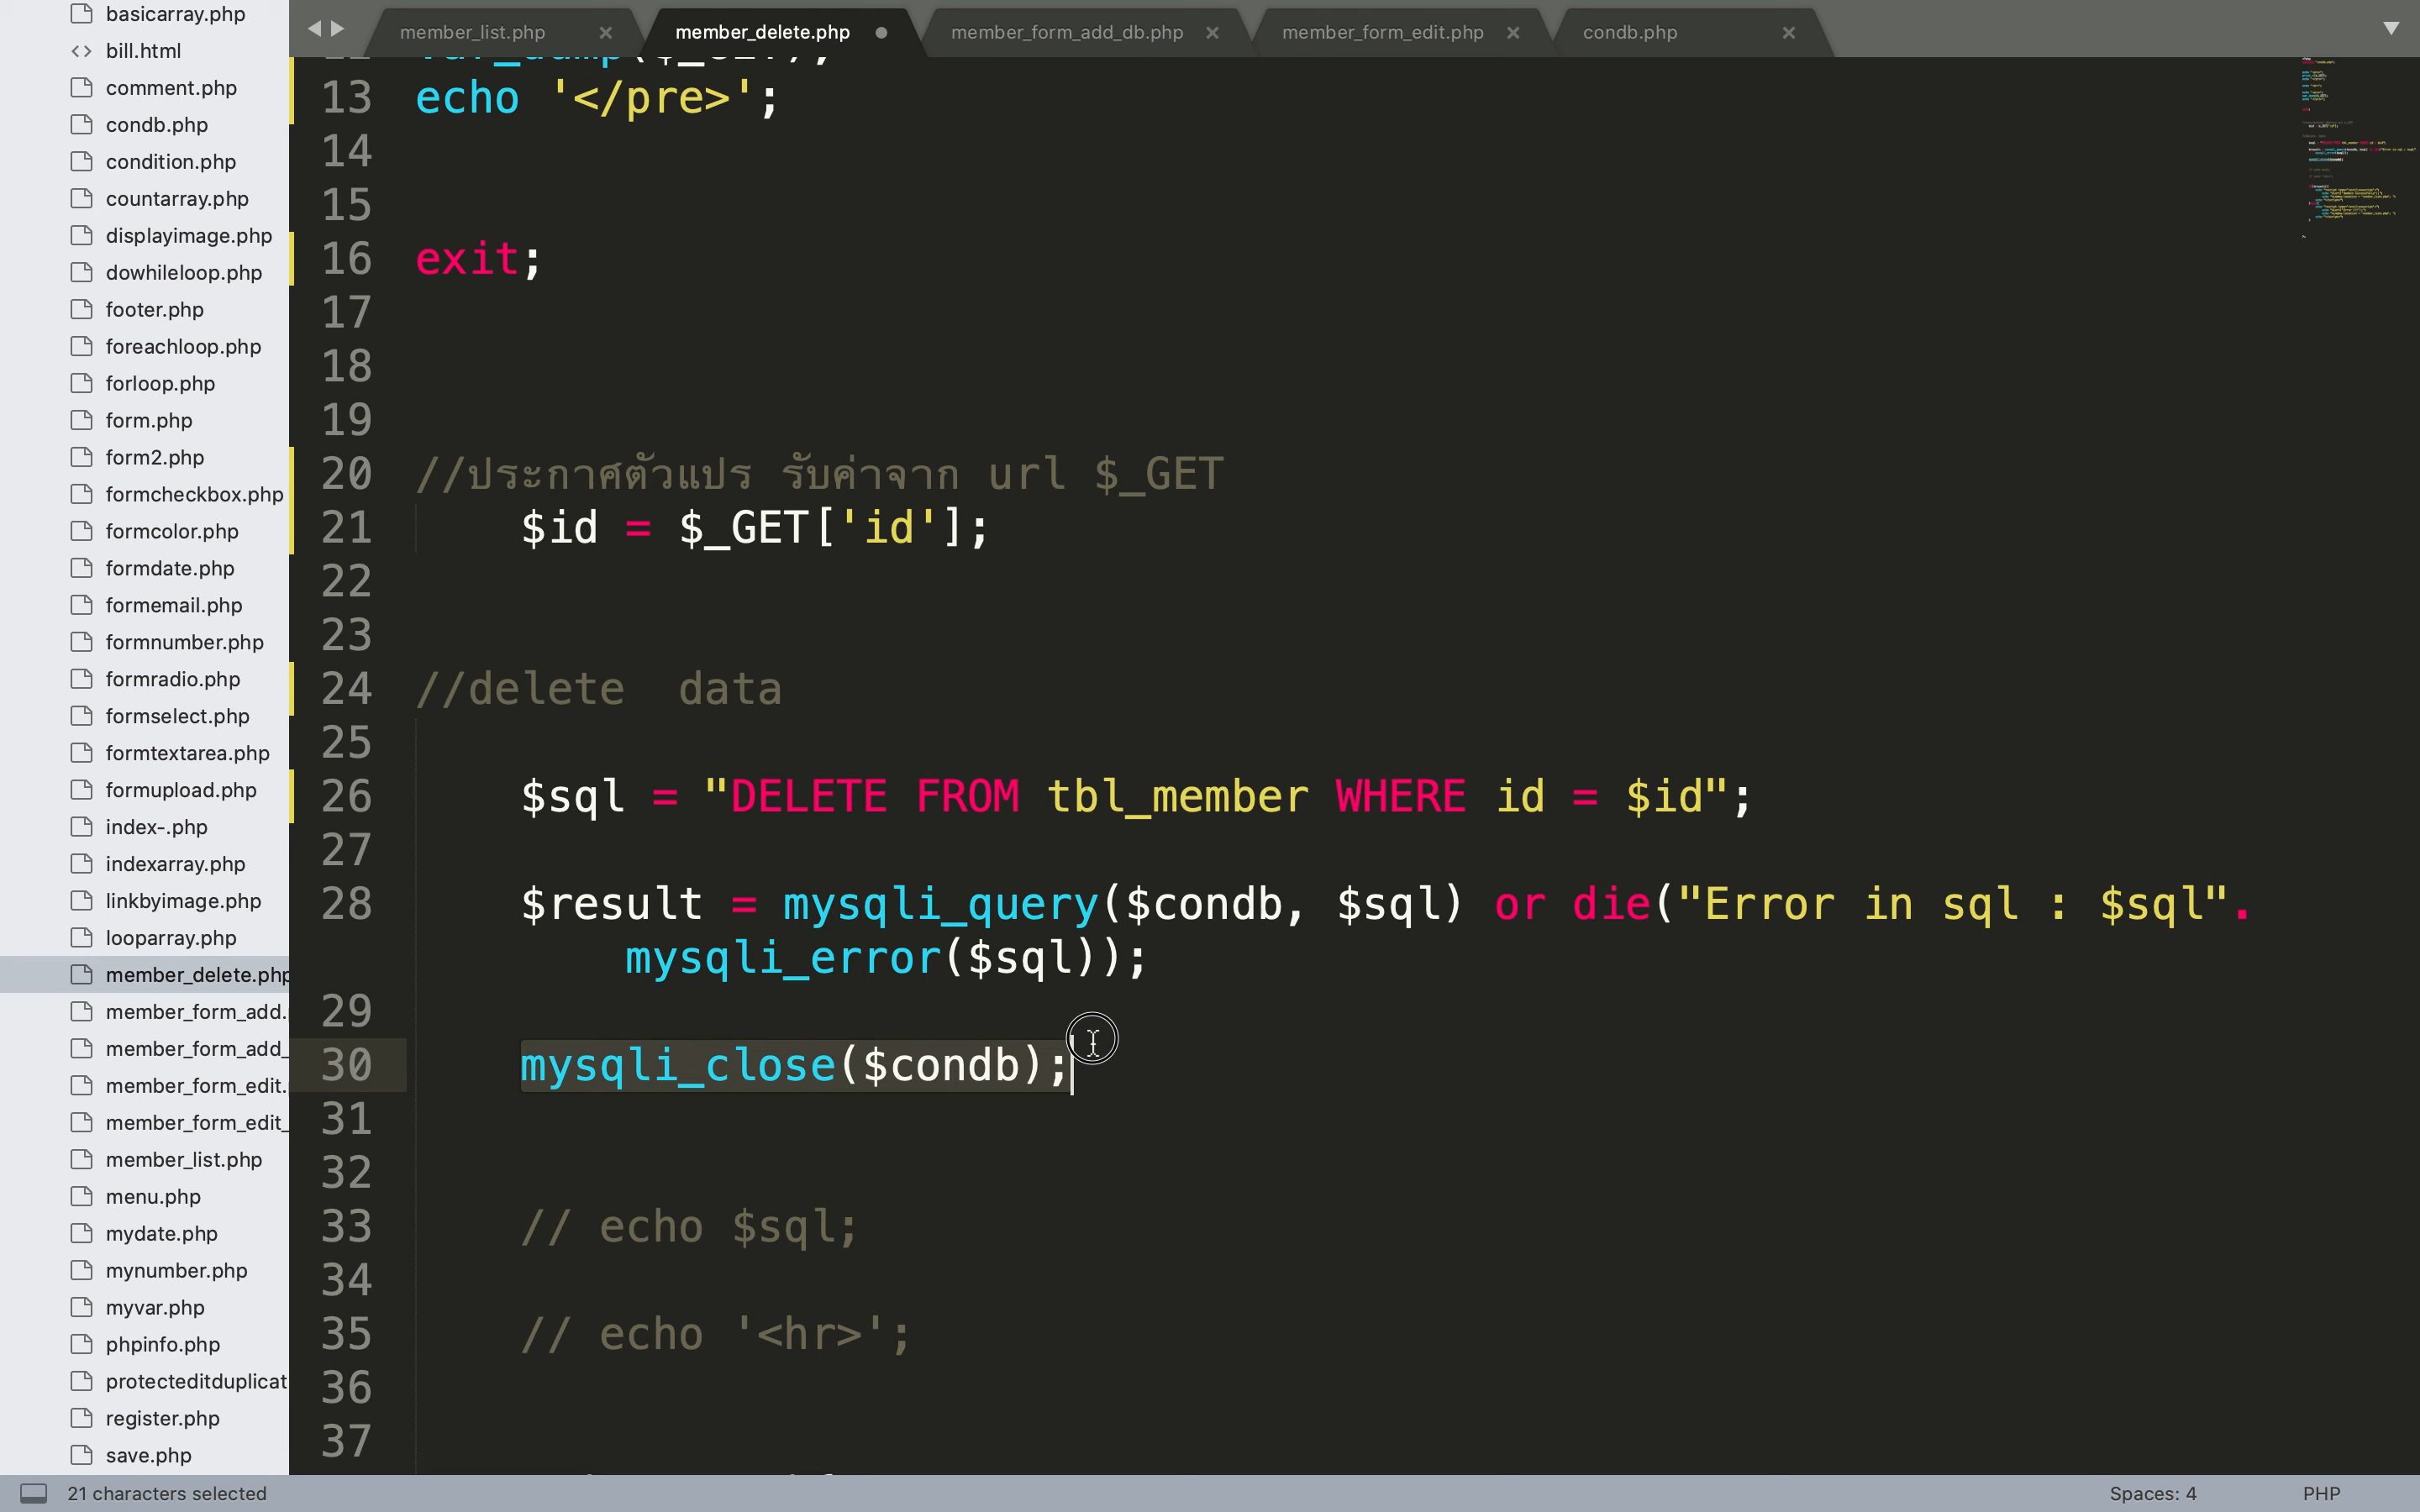 basicarray.php
bill.html
comment.php
condb.php
condition.php
countarray.php
displayimage.php
dowhileloop.php
footer.php
foreachloop.php
forloop.php
form.php
form2.php
formcheckbox.php
formcolor.php
formdate.php
formemail.php
formnumber.php
formradio.php
formselect.php
formtextarea.php
formupload.php
index-.php
indexarray.php
linkbyimage.php
looparray.php
member_delete.php
member_form_add.
member_form_add_
member_form_edit.
member_form_edit_
member_list.php
menu.php
mydate.php
mynumber.php
myvar.php
phpinfo.php
protecteditduplicat
register.php
save.php
member_list.php member_delete.php member_form_add_db.php member_form_edit.php condb.php
13 echo '</pre>';
14
15
16 exit;
17
18
19
20 //ประกาศตัวแปร รับค่าจาก url $_GET
21 $id = $_GET['id'];
22
23
24 //delete  data
25
26 $sql = "DELETE FROM tbl_member WHERE id = $id";
27
28 $result = mysqli_query($condb, $sql) or die("Error in sql : $sql".
mysqli_error($sql));
29
30 mysqli_close($condb);
31
32
33 // echo $sql;
34
35 // echo '<hr>';
36
37
21 characters selected Spaces: 4 PHP